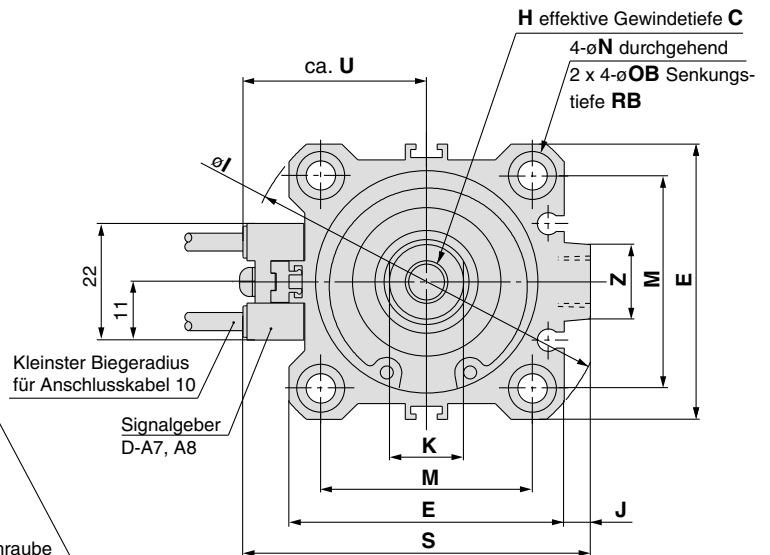 H effektive Gewindetiefe C
4-øN durchgehend
2 x 4-øOB Senkungs-
tiefe RB
ca. U
øI
22
11
Z
M
E
Kleinster Biegeradius
für Anschlusskabel 10
Signalgeber
D-A7, A8
K
M
E
J
S
hraube